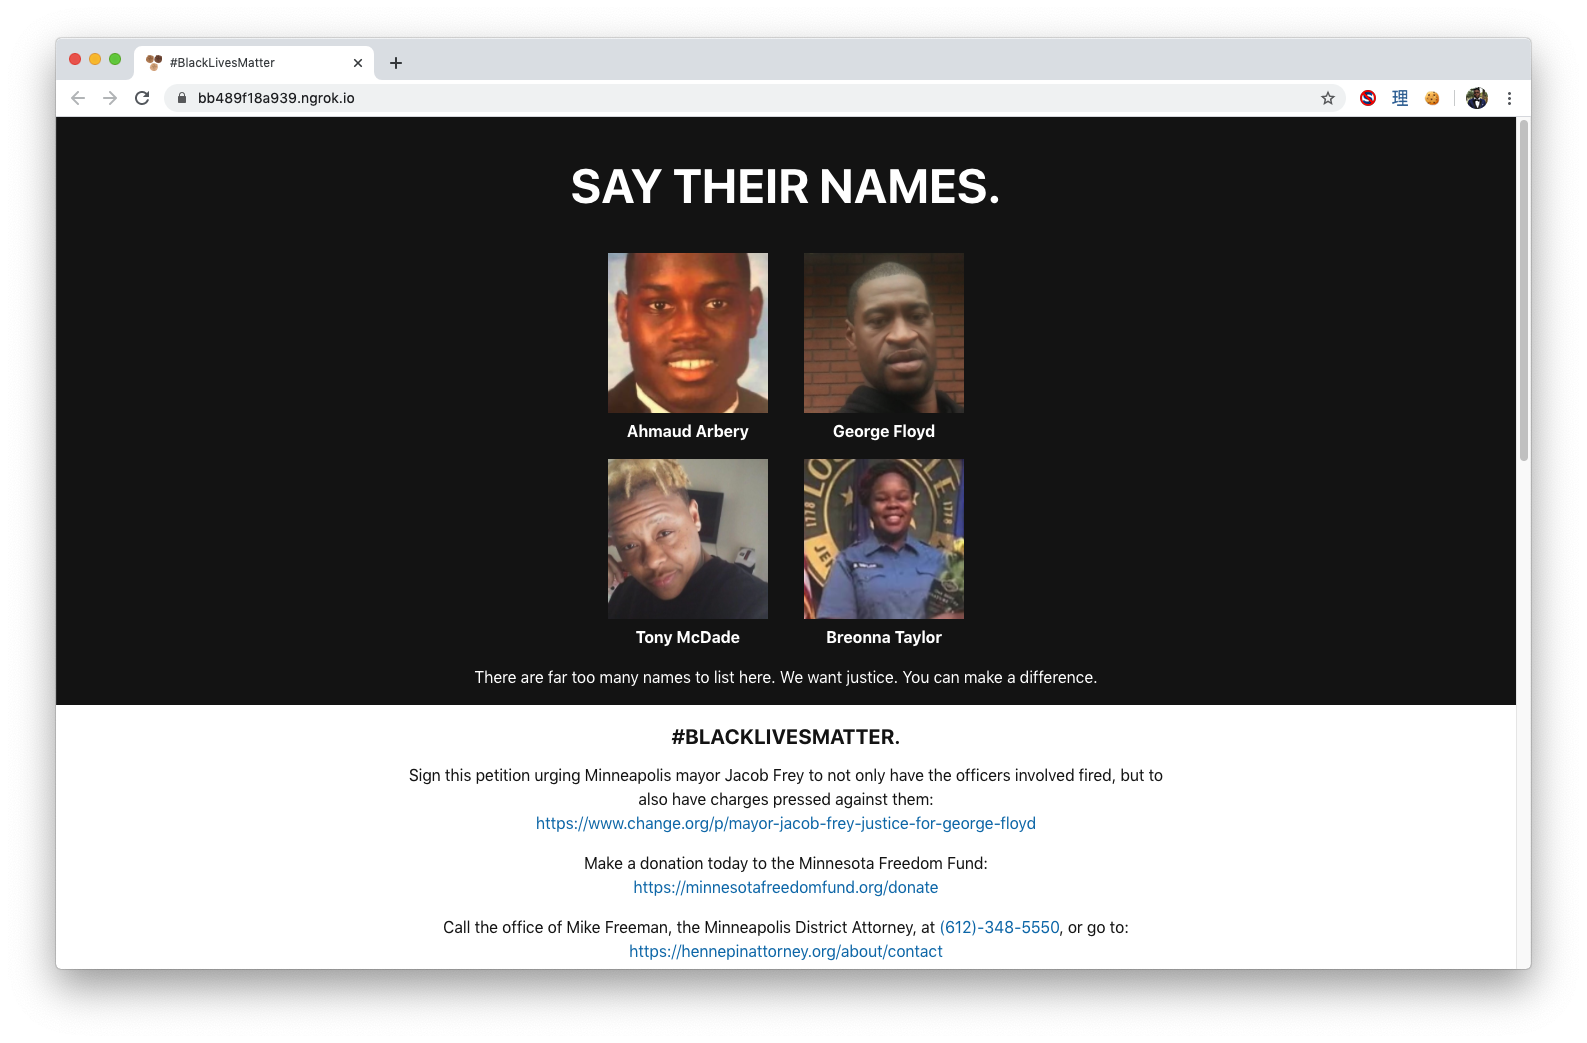 #BlackLivesMatter
bb489f18a939.ngrok.io
理
SAY THEIR NAMES.
Ahmaud Arbery
George Floyd
1778
1778
Tony McDade
Breonna Taylor
There are far too many names to list here. We want justice. You can make a difference.
#BLACKLIVESMATTER.
Sign this petition urging Minneapolis mayor Jacob Frey to not only have the officers involved fired, but to
also have charges pressed against them:
https://www.change.org/p/mayor-jacob-frey-justice-for-george-floyd
Make a donation today to the Minnesota Freedom Fund:
https://minnesotafreedomfund.org/donate
Call the office of Mike Freeman, the Minneapolis District Attorney, at (612)-348-5550, or go to:
https://hennepinattorney.org/about/contact